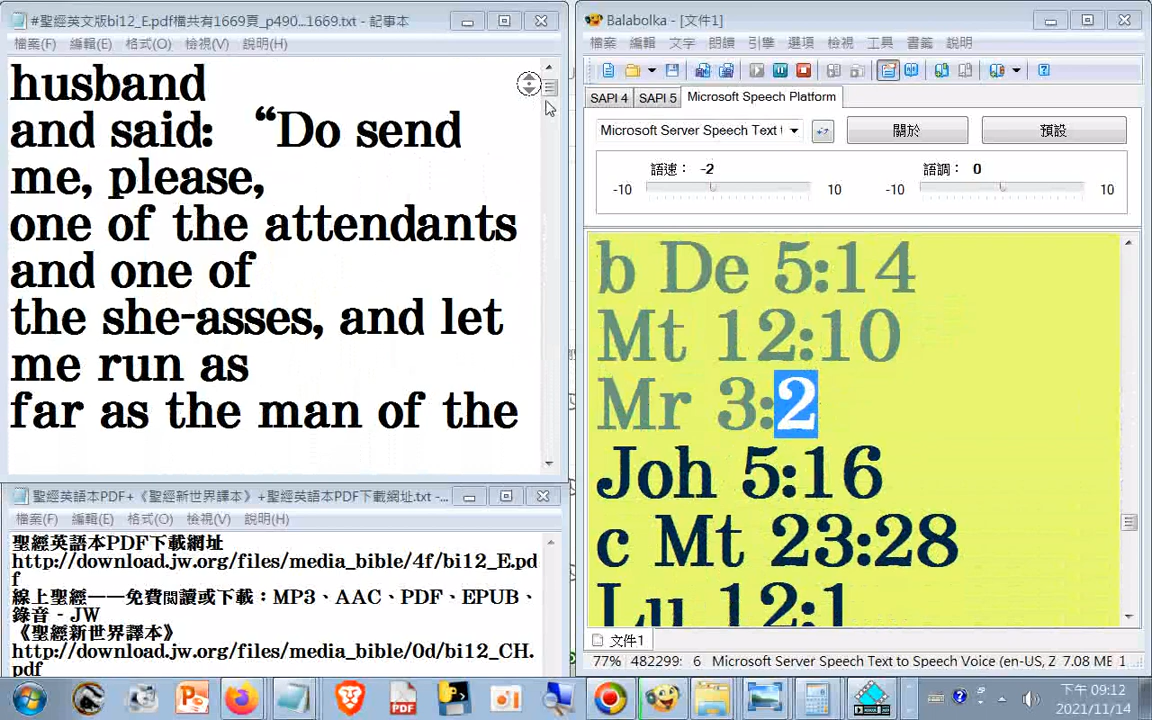 #聖經英文版bi12_E.pdf檔共有1669頁_p490...1669.txt - 記事本
檔案(F) 編輯(E) 格式(O) 檢視(V) 說明(H)
husband
and said: “Do send
me, please,
one of the attendants
and one of
the she-asses, and let
me run as
far as the man of the
聖經英語本PDF+《聖經新世界譯本》+聖經英語本PDF下載網址.txt -...
檔案(F) 編輯(E) 格式(O) 檢視(V) 說明(H)
聖經英語本PDF下載網址
http://download.jw.org/files/media_bible/4f/bi12_E.pd
f
線上聖經——免費閱讀或下載：MP3、AAC、PDF、EPUB、
錄音 - JW
《聖經新世界譯本》
http://download.jw.org/files/media_bible/0d/bi12_CH.
pdf
Balabolka - [文件1]
檔案 編輯 文字 朗讀 引擎 選項 檢視 工具 書籤 說明
SAPI 4 SAPI 5 Microsoft Speech Platform
Microsoft Server Speech Text 關於 預設
語速： -2 語調： 0
-10 10 -10 10
b De 5:14
Mt 12:10
Mr 3:2
Joh 5:16
c Mt 23:28
Lu 12:1
文件1
77% 482299: 6 Microsoft Server Speech Text to Speech Voice (en-US, Z 7.08 ME 1
PDF
下午 09:12
2021/11/14